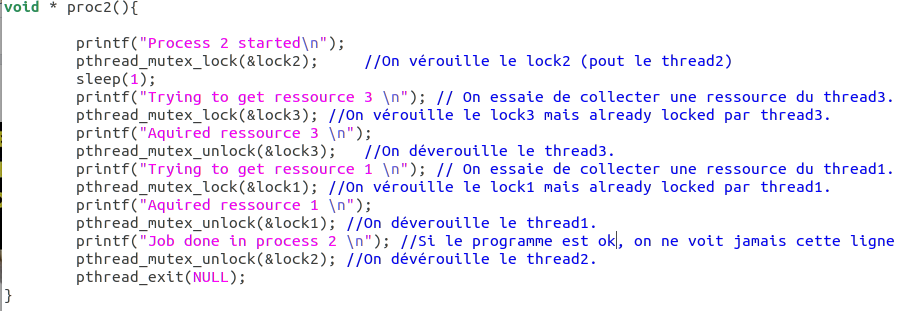 void * proc2(){
printf("Process 2 started\n");
pthread_mutex_lock(&lock2); //On vérouille le lock2 (pout le thread2)
sleep(1);
printf("Trying to get ressource 3 \n"); // On essaie de collecter une ressource du thread3.
pthread_mutex_lock(&lock3); //On vérouille le lock3 mais already locked par thread3.
printf("Aquired ressource 3 \n");
pthread_mutex_unlock(&lock3); //On déverouille le thread3.
printf("Trying to get ressource 1 \n"); // On essaie de collecter une ressource du thread1.
pthread_mutex_lock(&lock1); //On vérouille le lock1 mais already locked par thread1.
printf("Aquired ressource 1 \n");
pthread_mutex_unlock(&lock1); //On déverouille le thread1.
printf("Job done in process 2 \n"); //Si le programme est ok, on ne voit jamais cette ligne
pthread_mutex_unlock(&lock2); //On dévérouille le thread2.
pthread_exit(NULL);
}